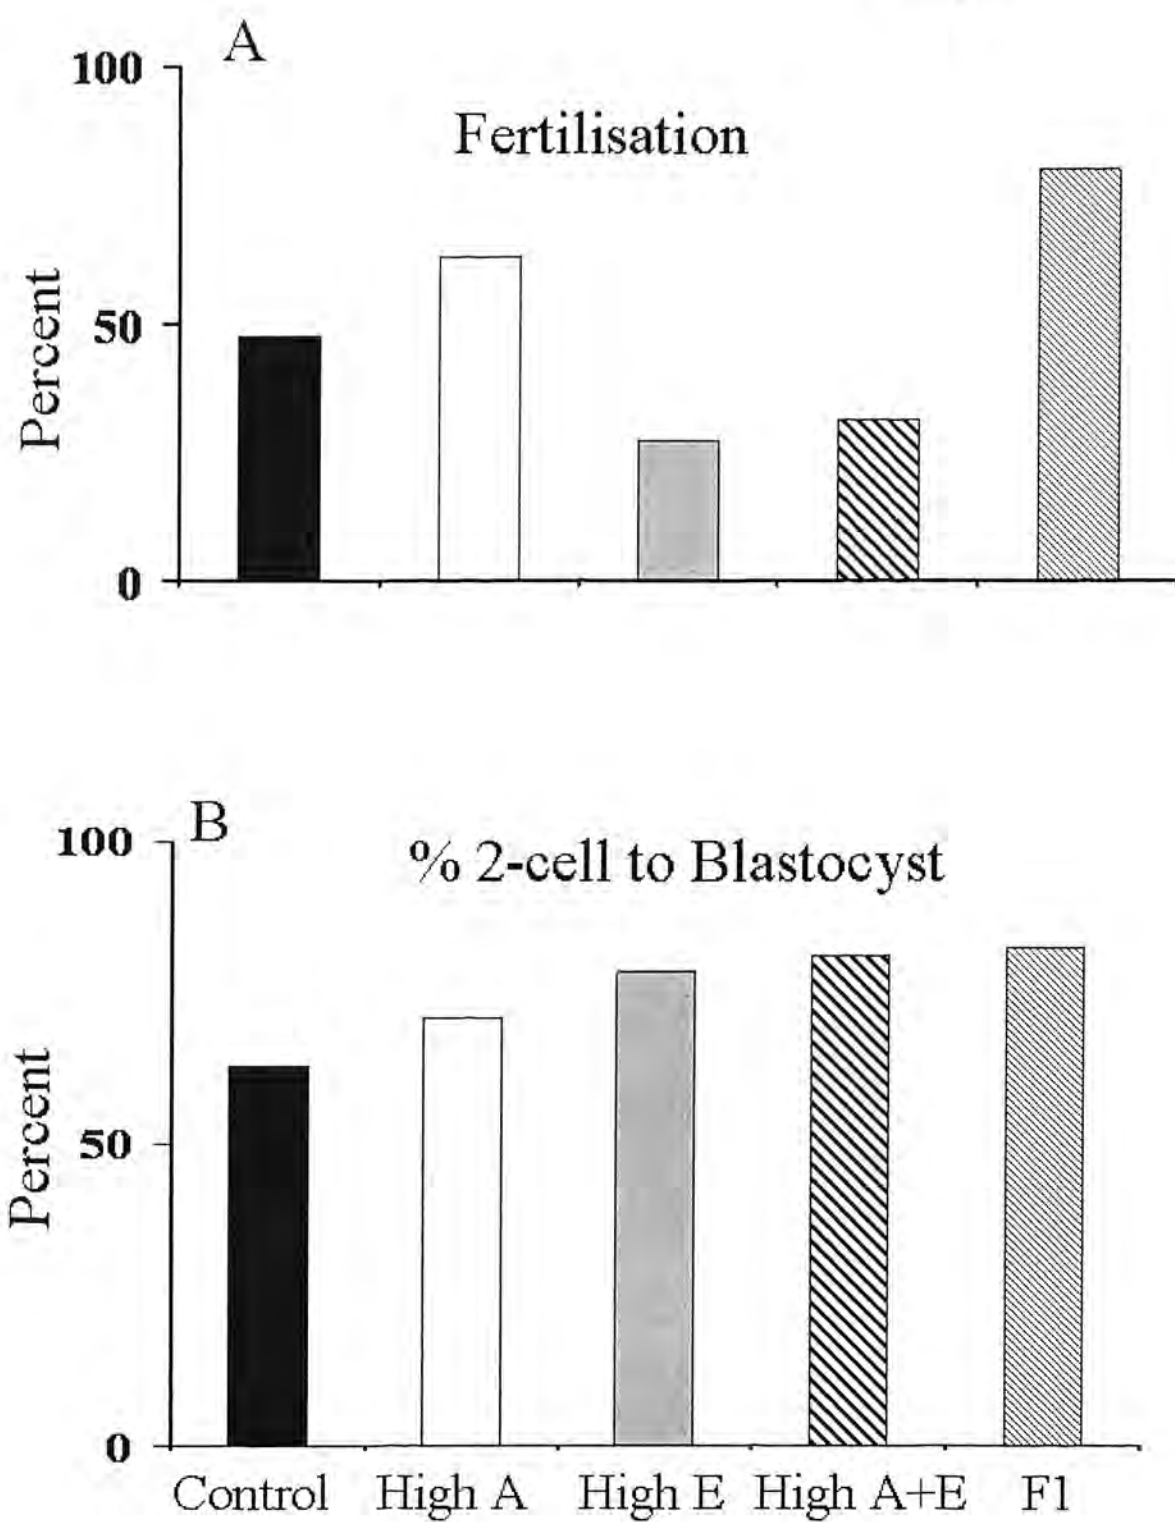 A
100
Fertilisation
50
Percent
0
B
100
% 2-cell to Blastocyst
50
Percent
0
Control High A High E High A+E F1